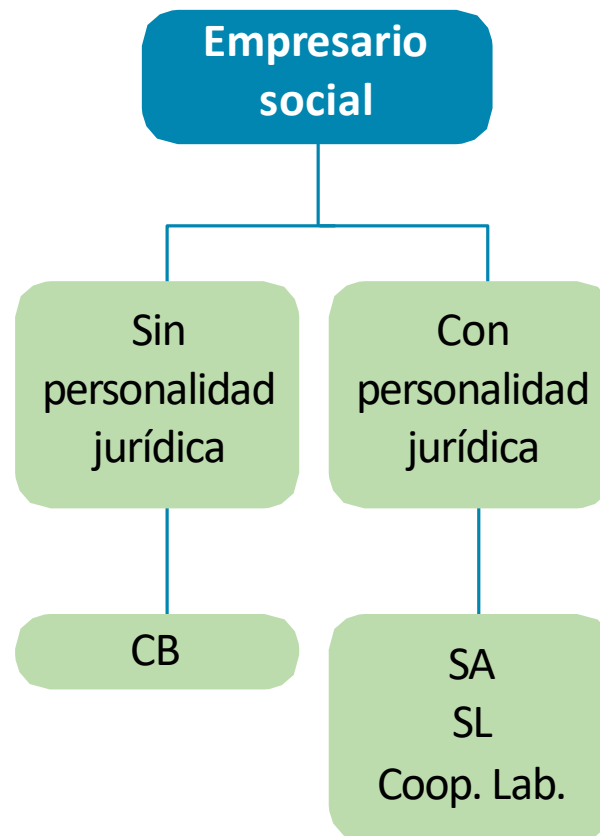 Empresario
social
Sin
personalidad
jurídica
Con
personalidad
jurídica
CB
SA
SL
Coop. Lab.